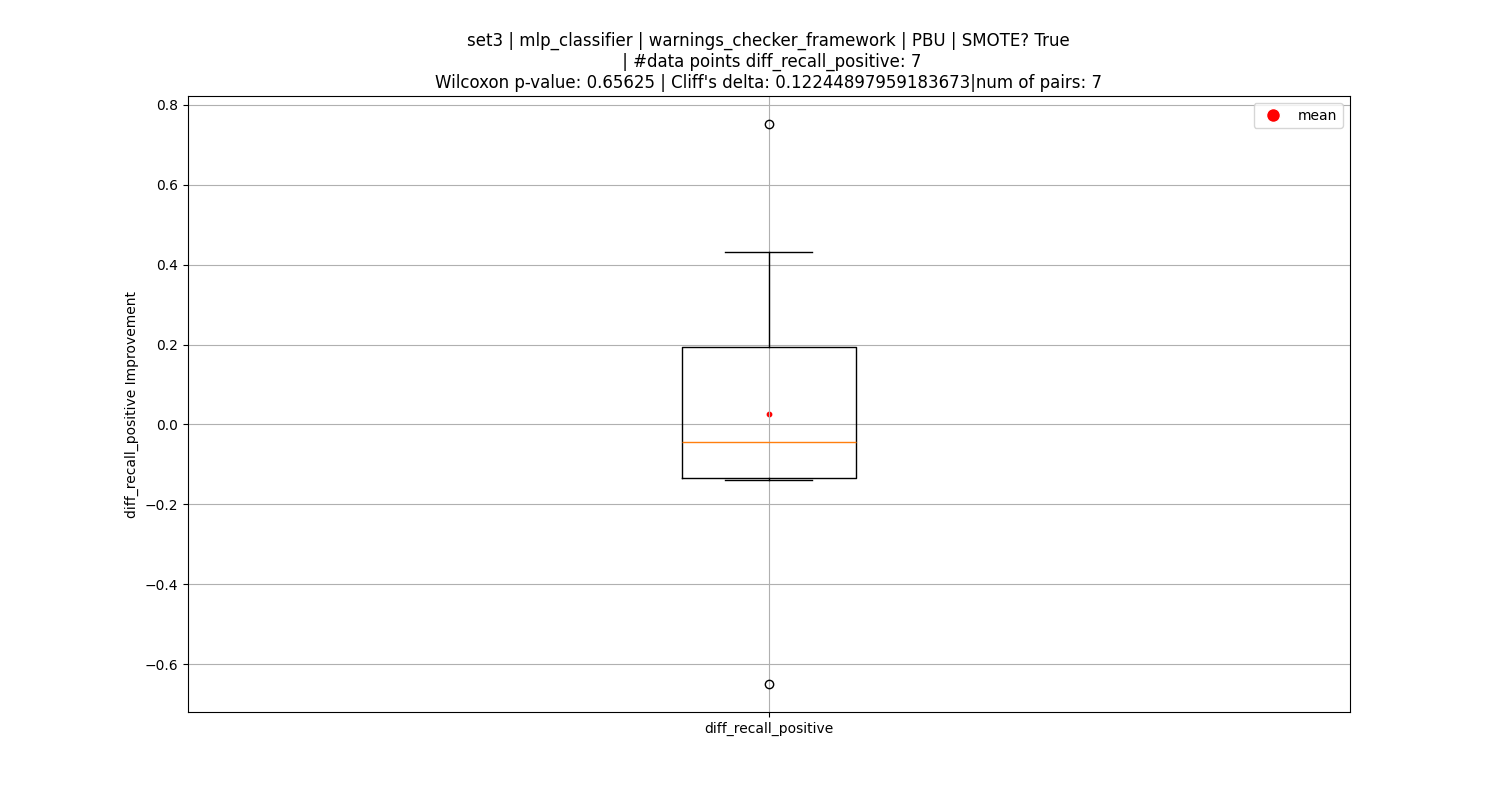 set3 | mlp_classifier | warnings_checker_framework | PBU | SMOTE? True
| #data points diff_recall_positive: 7
Wilcoxon p-value: 0.65625 | Cliff's delta: 0.12244897959183673|num of pairs: 7
mean
0.8
0.6
0.4
0.2
0.0
−0.2
−0.4
−0.6
diff_recall_positive Improvement
diff_recall_positive